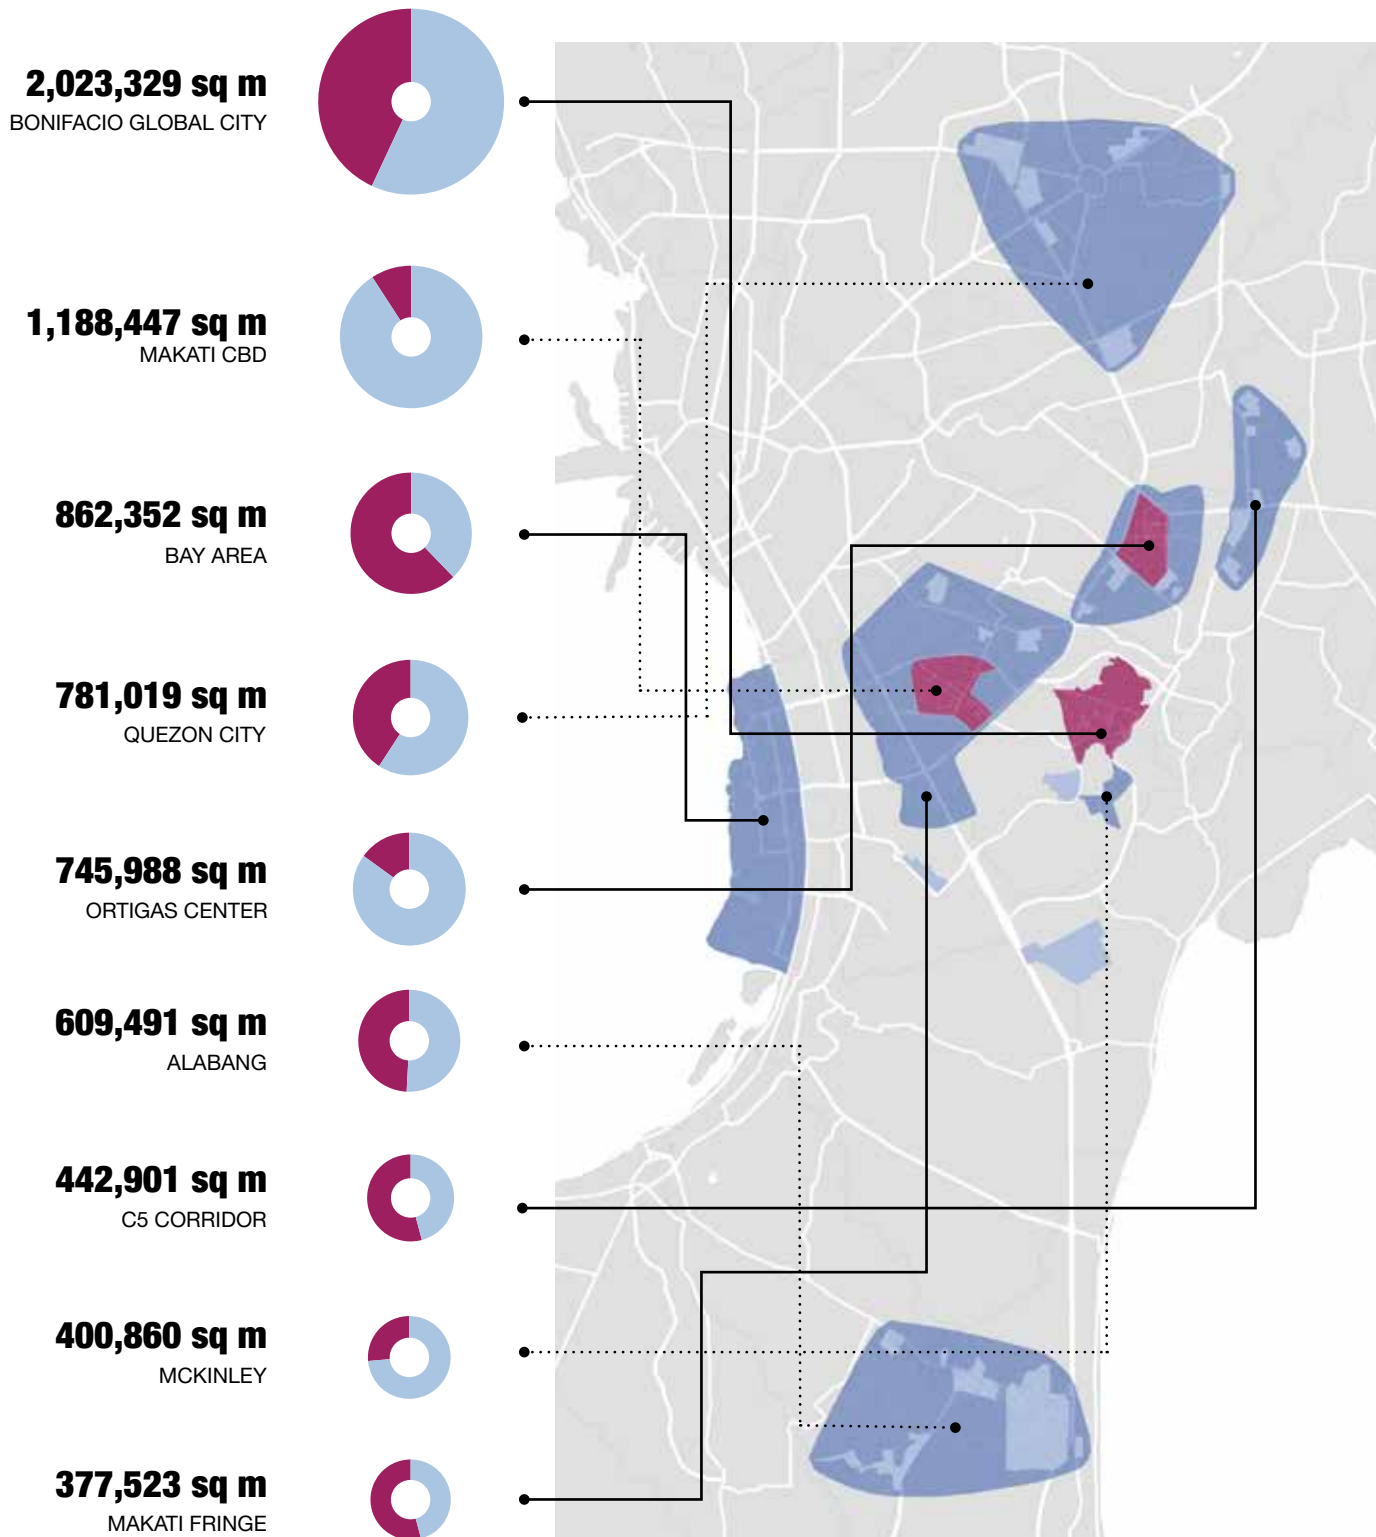 2,023,329 sq m
BONIFACIO GLOBAL CITY
1,188,447 sq m
MAKATI CBD
862,352 sq m
BAY AREA
781,019 sq m
QUEZON CITY
745,988 sq m
ORTIGAS CENTER
609,491 sq m
ALABANG
442,901 sq m
C5 CORRIDOR
400,860 sq m
MCKINLEY
377,523 sq m
MAKATI FRINGE